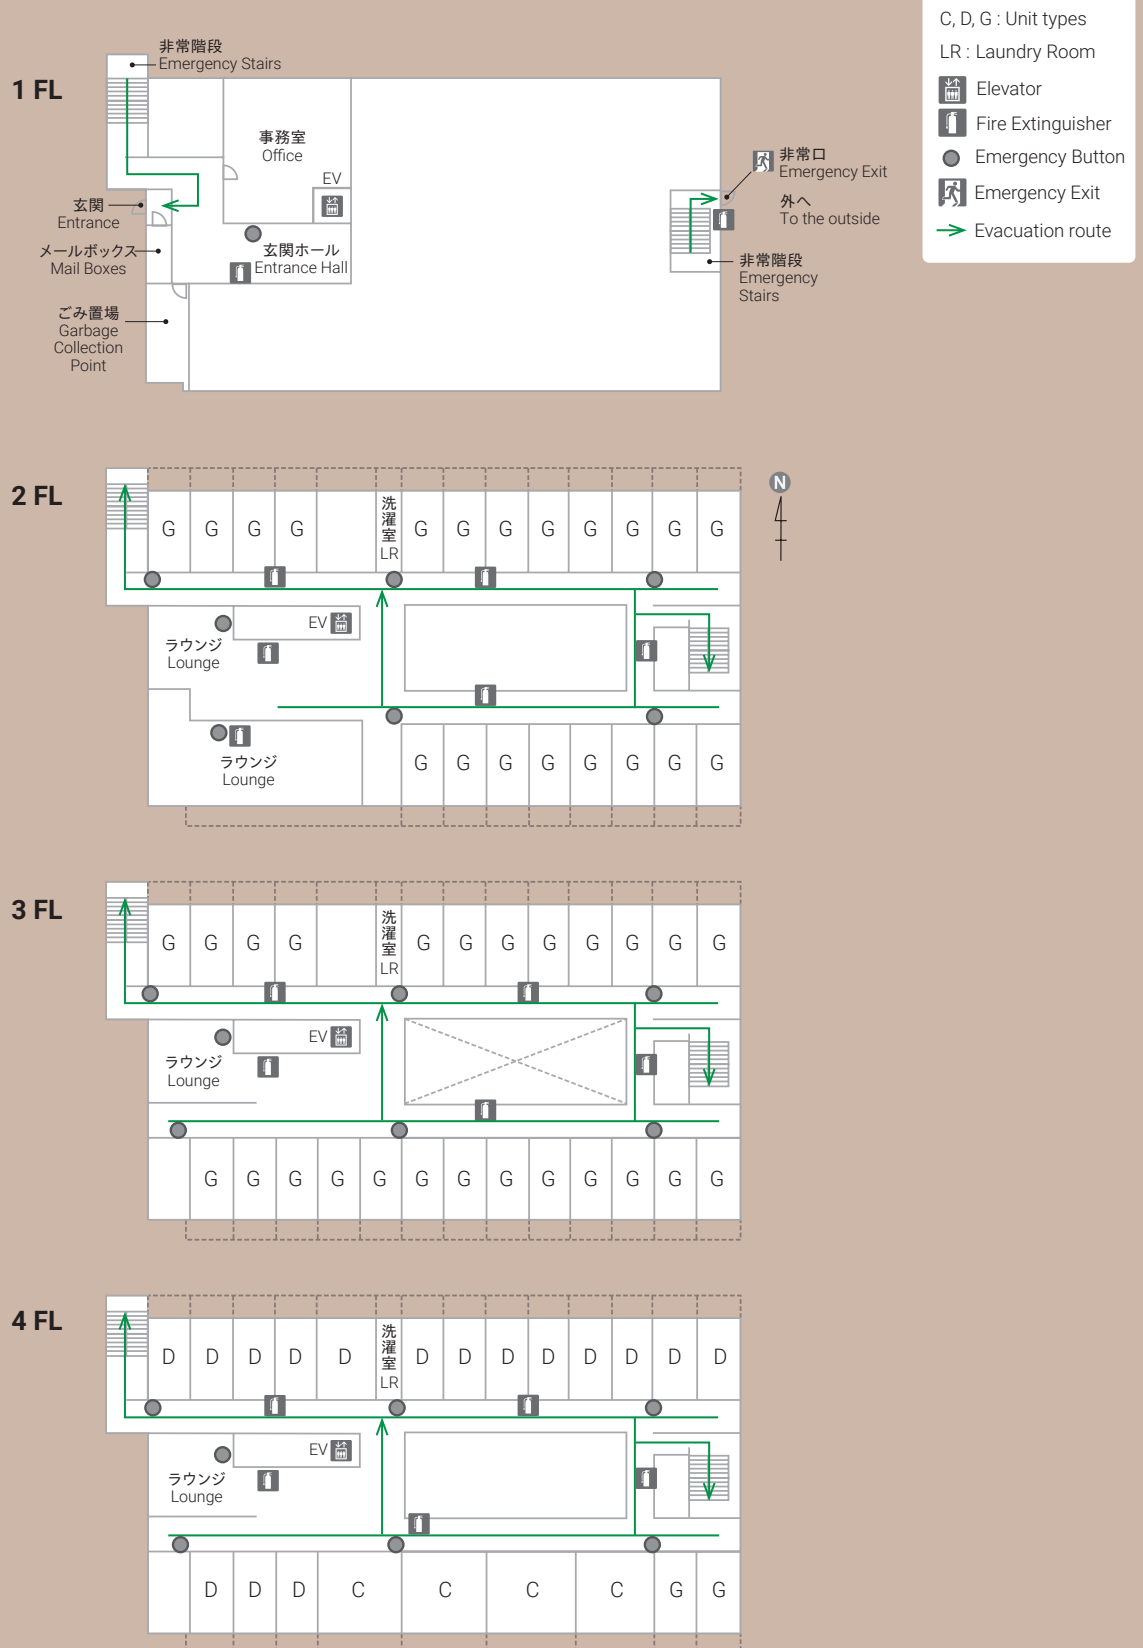 C, D, G : Unit types
LR : Laundry Room
Elevator
Fire Extinguisher
Emergency Button
Emergency Exit
Evacuation route
1 FL
非常階段
Emergency Stairs
事務室
Office
EV
玄関
Entrance
メールボックス
Mail Boxes
玄関ホール
Entrance Hall
ごみ置場
Garbage
Collection
Point
非常口
Emergency Exit
外へ
To the outside
非常階段
Emergency
Stairs
N
2 FL
G G G G 洗濯室 LR G G G G G G G G
EV
ラウンジ
Lounge
ラウンジ
Lounge
G G G G G G G G
3 FL
G G G G 洗濯室 LR G G G G G G G G
EV
ラウンジ
Lounge
G G G G G G G G G G G G G
4 FL
D D D D D 洗濯室 LR D D D D D D D D
EV
ラウンジ
Lounge
D D D C C C C G G